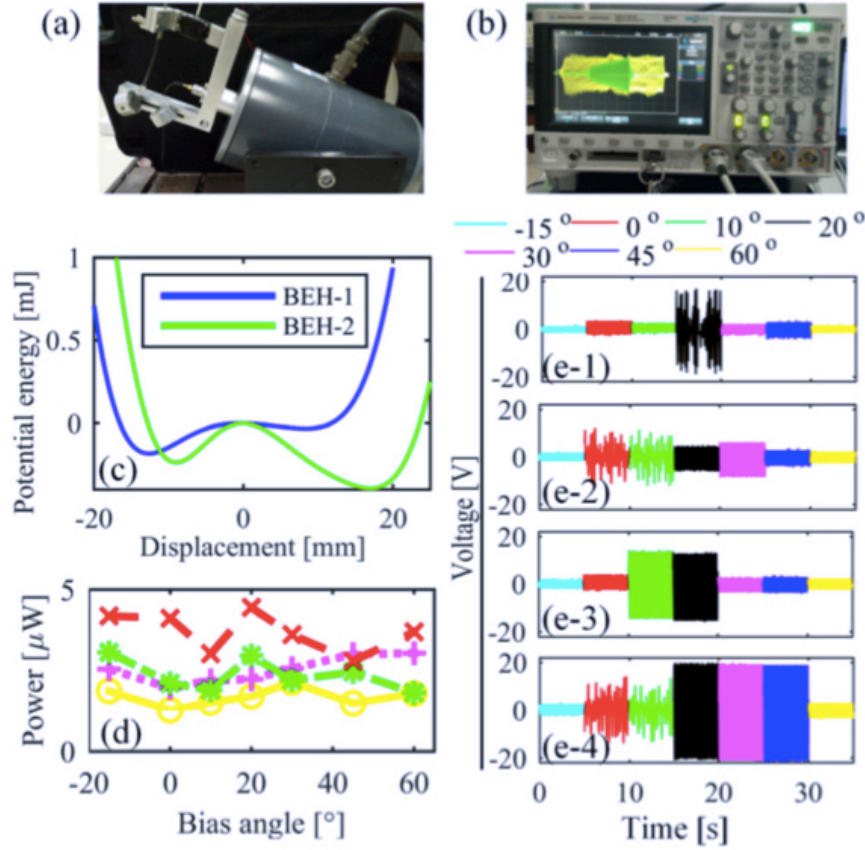 (a)
(b)
-15 ° 0 ° 10 ° 20 °
30 ° 45 ° 60 °
Potential energy [mJ]
1
0.5
0
BEH-1
BEH-2
(c)
-20 0 20
Displacement [mm]
Power [μW]
5
0
(d)
-20 0 20 40 60
Bias angle [°]
Voltage [V]
20
0
-20
(e-1)
20
0
-20
(e-2)
20
0
-20
(e-3)
20
0
-20
(e-4)
0 10 20 30
Time [s]